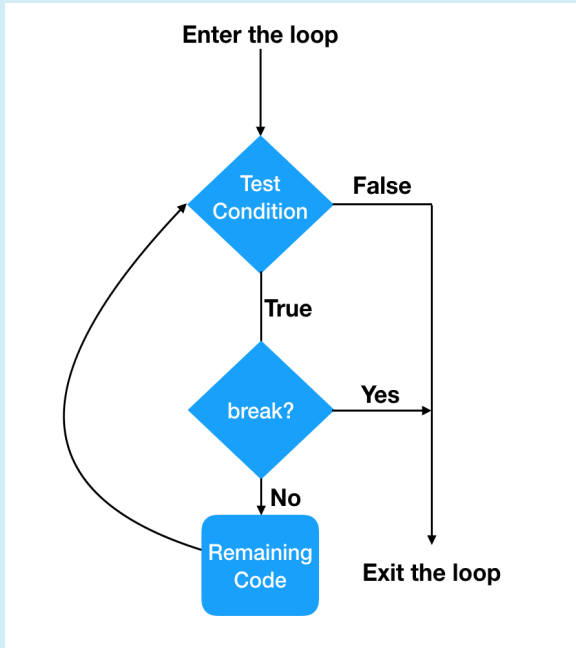 Enter the loop
Test
Condition
False
True
break?
Yes
No
Remaining
Code
Exit the loop